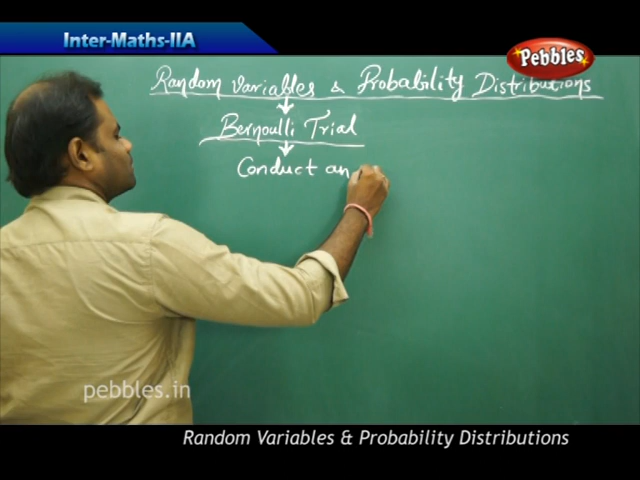 Inter-Maths-IIA
Pebbles
Random Variables & Probability Distributions
Bernoulli Trial
Conduct an
pebbles.in
Random Variables & Probability Distributions